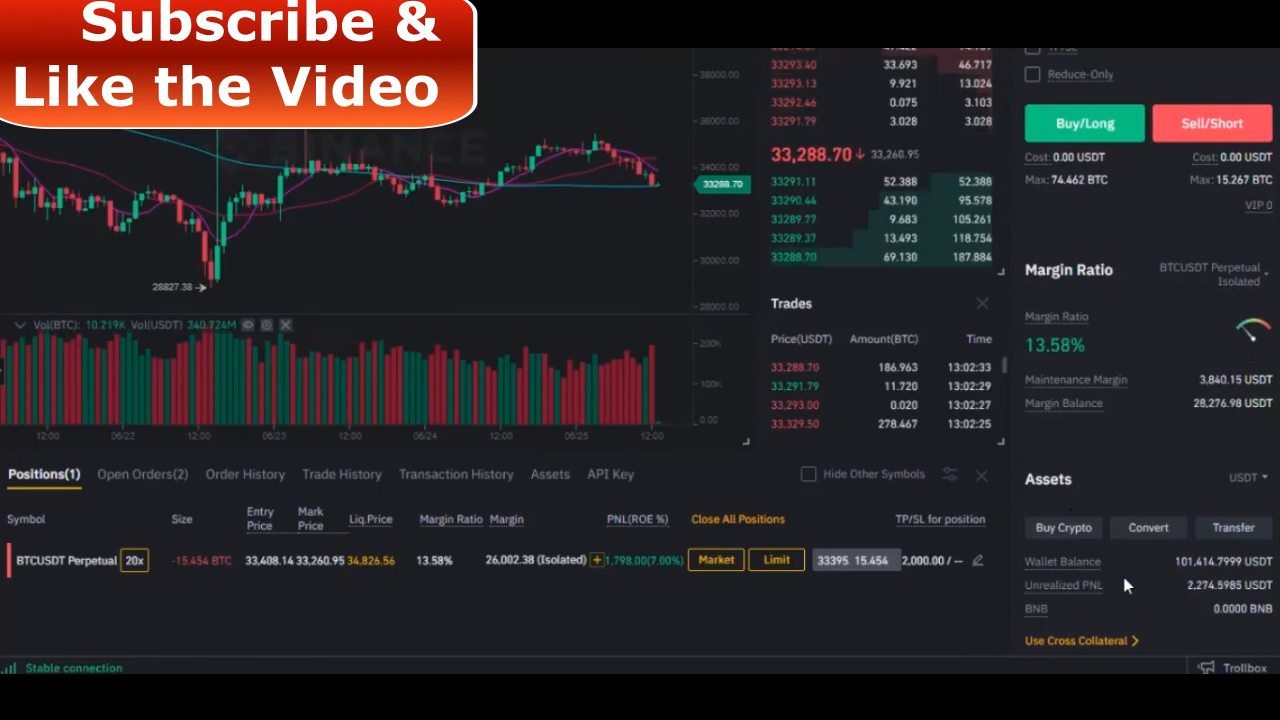 Subscribe &
Like the Video
38000.00
36000.00
34000.00
33288.70
32000.00
30000.00
28000.00
BINANCE
28827.38
Vol(BTC): 10.219K Vol(USDT) 340.724M
200K
100K
0.00
12:00 06/22 12:00 06/23 12:00 06/24 12:00 06/25 12:00
33293.40 33.693 46.717
33293.13 9.921 13.024
33292.46 0.075 3.103
33291.79 3.028 3.028
33,288.70 33,260.95
33291.11 52.388 52.388
33290.44 43.190 95.578
33289.77 9.683 105.261
33289.37 13.493 118.754
33288.70 69.130 187.884
Trades
Price(USDT) Amount(BTC) Time
33,288.70 186.963 13:02:33
33,291.79 11.720 13:02:29
33,293.00 0.020 13:02:27
33,329.50 278.467 13:02:25
Reduce-Only
Buy/Long Sell/Short
Cost: 0.00 USDT Cost: 0.00 USDT
Max: 74.462 BTC Max: 15.267 BTC
VIP 0
Margin Ratio BTCUSDT Perpetual
Isolated
Margin Ratio
13.58%
Maintenance Margin 3,840.15 USDT
Margin Balance 28,276.98 USDT
Assets USDT
Buy Crypto Convert Transfer
Wallet Balance 101,414.7999 USDT
Unrealized PNL 2,274.5985 USDT
BNB 0.0000 BNB
Use Cross Collateral
Positions(1) Open Orders(2) Order History Trade History Transaction History Assets API Key Hide Other Symbols
Symbol Size Entry Price Mark Price Liq.Price Margin Ratio Margin PNL(ROE %) Close All Positions TP/SL for position
BTCUSDT Perpetual 20x -15.454 BTC 33,408.14 33,260.95 34,826.56 13.58% 26,002.38 (Isolated) 1,798.00(7.00%) Market Limit 33395 15.454 2,000.00 / --
Stable connection Trollbox